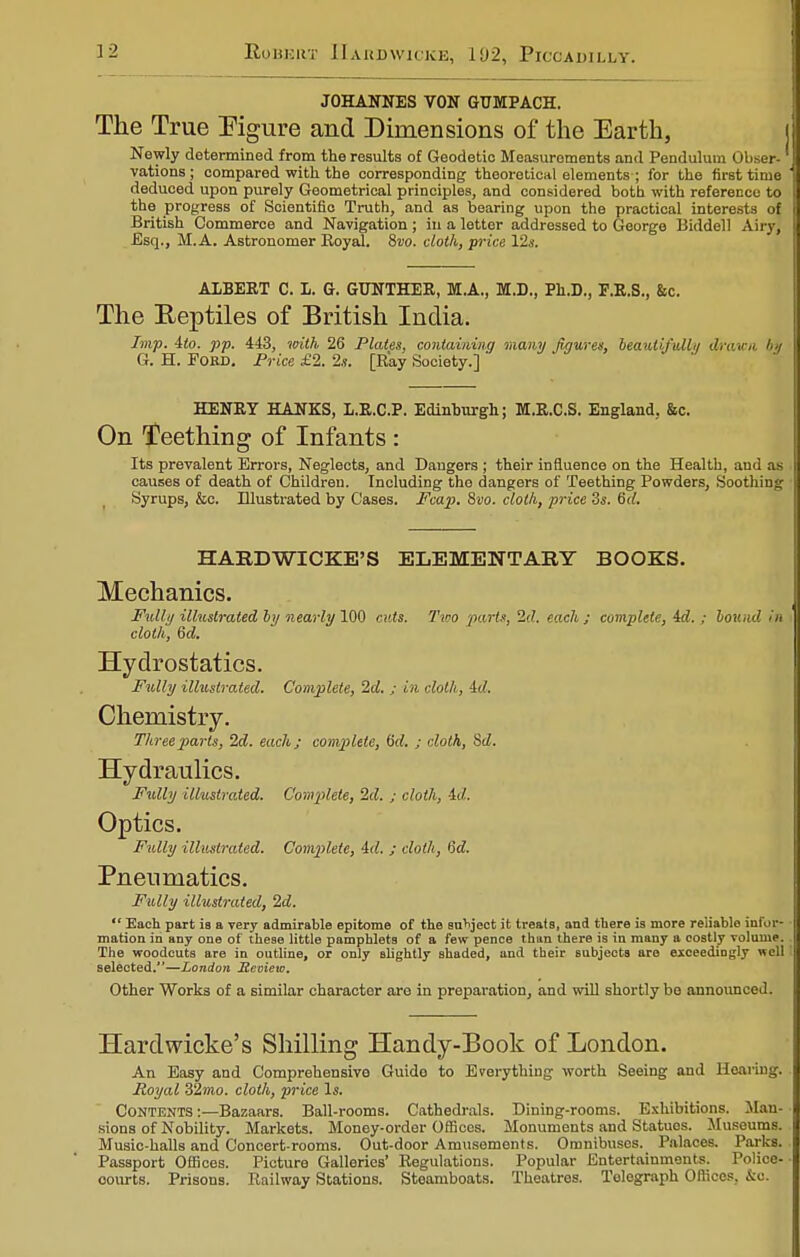 12 ROBERT HARDWICKE, 192, PICCADILLY.
JOHANNES VON GUMPACH.
The True Figure and Dimensions of the Earth,
Newly determined from the results of Geodetic Measurements and Pendulum Obser-
vations; compared with the corresponding theoretical elements; for the first time
deduced upon purely Geometrical principles, and considered both with reference to
the progress of Scientific Truth, and as bearing upon the practical interests of
British Commerce and Navigation; in a letter addressed to George Biddell Airy,
Esq., M.A. Astronomer Royal. 8vo. cloth, price 12s.
ALBERT C. L. G. GUNTHER, M.A., M.D., Ph.D., F.R.S., &c.
The Reptiles of British India.
Imp. 4to. pp. 443, with 26 Plates, containing many figures, beautifully drawn by
G. H. FORD. Price £2. 2s. [Ray Society.]
HENRY HANKS, L.R.C.P. Edinburgh; M.R.C.S. England, &c.
On Teething of Infants:
Its prevalent Errors, Neglects, and Dangers; their influence on the Health, and as
causes of death of Children. Including the dangers of Teething Powders, Soothing
Syrups, &c. Illustrated by Cases. Fcap. 8vo. cloth, price 3s. 6d.
HARDWICKE'S ELEMENTARY BOOKS.
Mechanics.
Fully illustrated by nearly 100 cuts. Two parts, 2d. each; complete, 4d.; bound in
cloth, 6d.
Hydrostatics.
Fully illustrated. Complete, 2d.; in cloth, 4d.
Chemistry.
Three parts, 2d. each; complete, 6d.; cloth, 8d.
Hydraulics.
Fully illustrated. Complete, 2d.; cloth, 4d.
Optics.
Fully illustrated. Complete, 4d.; cloth, 6d.
Pneumatics.
Fully illustrated, 2d.
"Each part is a very admirable epitome of the subject it treats, and there is more reliable infor-
mation in any one of these little pamphlets of a few pence than there is in many a costly volume.
The woodcuts are in outline, or only slightly shaded, and their subjects are exceedingly well
selected."—London Review.
Other Works of a similar character are in preparation, and will shortly be announced.
Hardwicke's Shilling Handy-Book of London.
An Easy and Comprehensive Guide to Everything worth Seeing and Hearing.
Royal 32mo. cloth, price 1s.
CONTENTS:—Bazaars. Ball-rooms. Cathedrals. Dining-rooms. Exhibitions. Man-
sions of Nobility. Markets. Money-order Offices. Monuments and Statues. Museums.
Music-halls and Concert-rooms. Out-door Amusements. Omnibuses. Palaces. Parks.
Passport Offices. Picture Galleries' Regulations. Popular Entertainments. Police-
courts. Prisons. Railway Stations. Steamboats. Theatres. Telegraph Offices, &c.